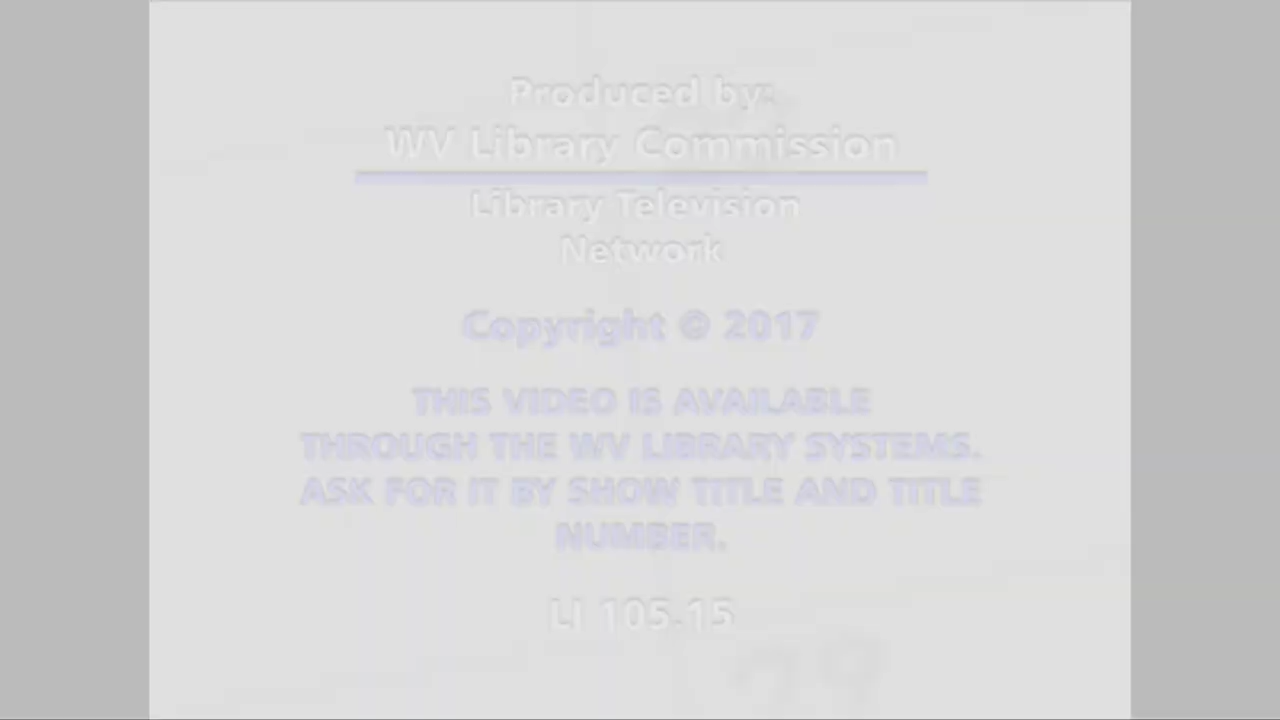 Produced by:
WV Library Commission
Library Television
Network
Copyright © 2017
THIS VIDEO IS AVAILABLE
THROUGH THE WV LIBRARY SYSTEMS.
ASK FOR IT BY SHOW TITLE AND TITLE
NUMBER.
LI 105.15